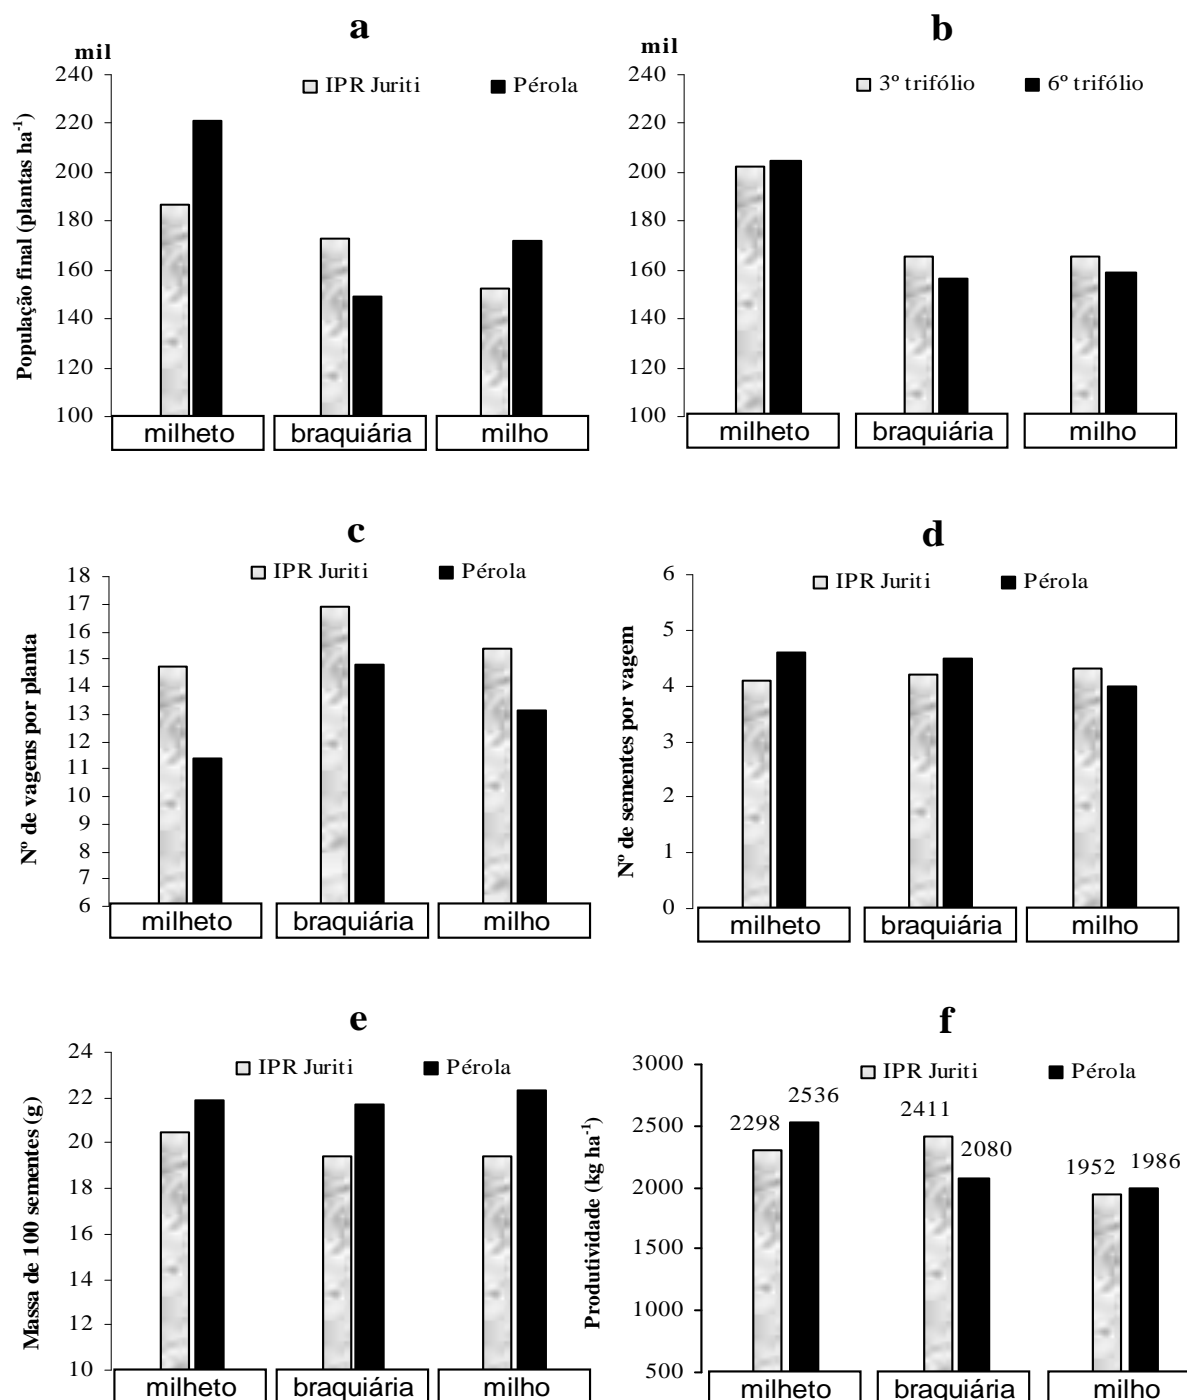 a
mil
IPR Juriti Pérola
População final (plantas ha⁻¹)
240
220
200
180
160
140
120
100
milheto braquiária milho
b
mil
3º trifólio 6º trifólio
240
220
200
180
160
140
120
100
milheto braquiária milho
c
IPR Juriti Pérola
Nº de vagens por planta
18
17
16
15
14
13
12
11
10
9
8
7
6
milheto braquiária milho
d
IPR Juriti Pérola
Nº de sementes por vagem
6
5
4
3
2
1
0
milheto braquiária milho
e
IPR Juriti Pérola
Massa de 100 sementes (g)
24
22
20
18
16
14
12
10
milheto braquiária milho
f
IPR Juriti Pérola
Produtividade (kg ha⁻¹)
3000
2500
2000
1500
1000
500
2298 2536 2411 2080 1952 1986
milheto braquiária milho